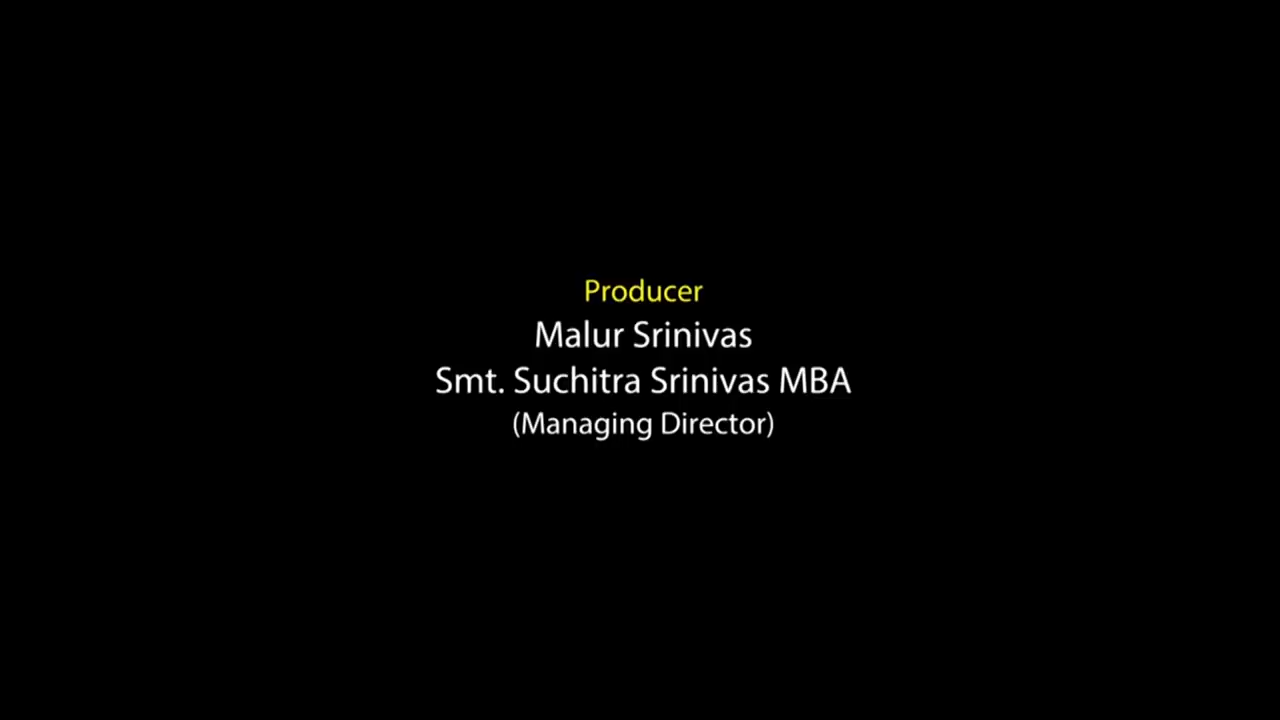 Producer
Malur Srinivas
Smt. Suchitra Srinivas MBA
(Managing Director)